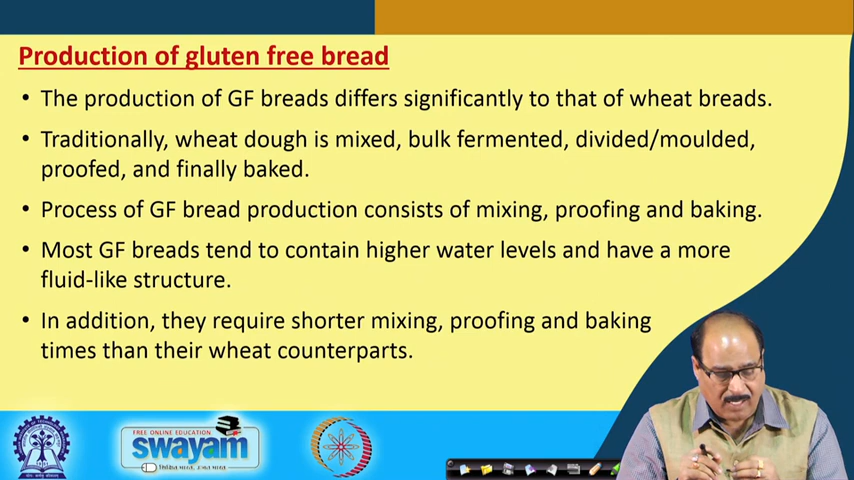 Production of gluten free bread
• The production of GF breads differs significantly to that of wheat breads.
• Traditionally, wheat dough is mixed, bulk fermented, divided/moulded,
proofed, and finally baked.
• Process of GF bread production consists of mixing, proofing and baking.
• Most GF breads tend to contain higher water levels and have a more
fluid-like structure.
• In addition, they require shorter mixing, proofing and baking
times than their wheat counterparts.
FREE ONLINE EDUCATION
swayam